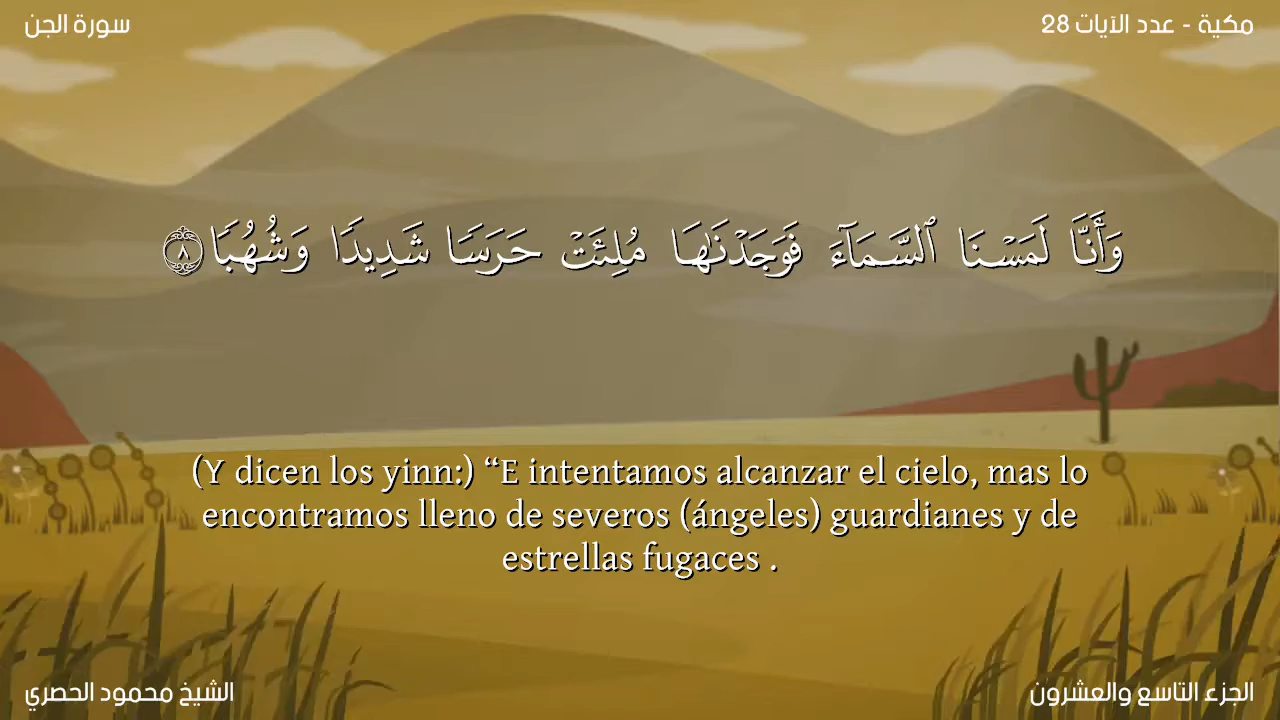 سورة الجن
مكية - عدد الآيات 28
وَأَنَّا لَمَسْنَا ٱلسَّمَآءَ فَوَجَدْنَـٰهَا مُلِئَتْ حَرَسًا شَدِيدًا وَشُهُبًا ٨
(Y dicen los yinn:) “E intentamos alcanzar el cielo, mas lo
encontramos lleno de severos (ángeles) guardianes y de
estrellas fugaces .
الشيخ محمود الحصري
الجزء التاسع والعشرون